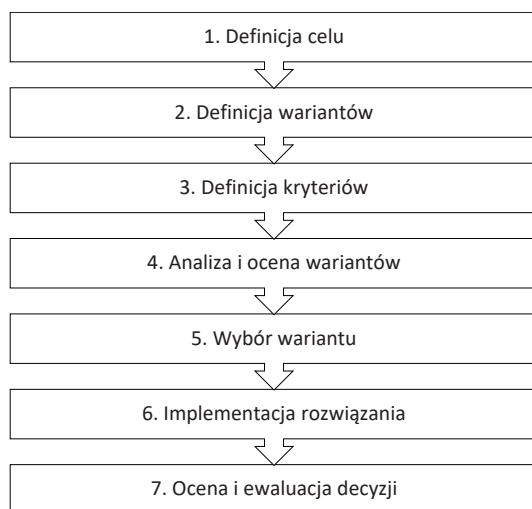 1. Definicja celu
2. Definicja wariantów
3. Definicja kryteriów
4. Analiza i ocena wariantów
5. Wybór wariantu
6. Implementacja rozwiązania
7. Ocena i ewaluacja decyzji